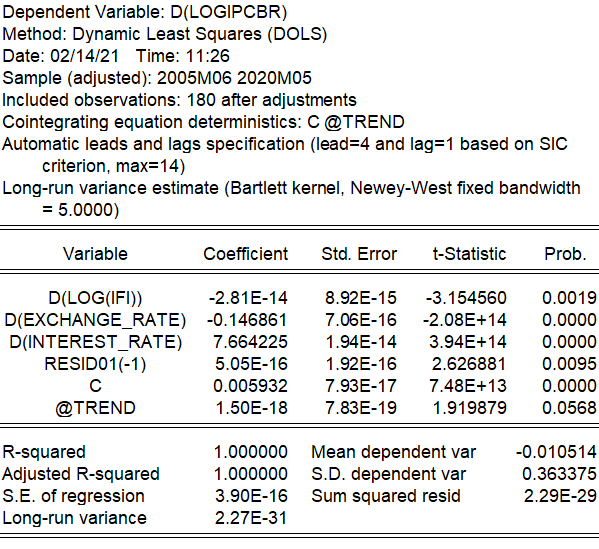 Dependent Variable: D(LOGIPCBR)
Method: Dynamic Least Squares (DOLS)
Date: 02/14/21 Time: 11:26
Sample (adjusted): 2005M06 2020M05
Included observations: 180 after adjustments
Cointegrating equation deterministics: C @TREND
Automatic leads and lags specification (lead=4 and lag=1 based on SIC
criterion, max=14)
Long-run variance estimate (Bartlett kernel, Newey-West fixed bandwidth
= 5.0000)
Variable Coefficient Std. Error t-Statistic Prob.
D(LOG(IFI)) -2.81E-14 8.92E-15 -3.154560 0.0019
D(EXCHANGE_RATE) -0.146861 7.06E-16 -2.08E+14 0.0000
D(INTEREST_RATE) 7.664225 1.94E-14 3.94E+14 0.0000
RESID01(-1) 5.05E-16 1.92E-16 2.626881 0.0095
C 0.005932 7.93E-17 7.48E+13 0.0000
@TREND 1.50E-18 7.83E-19 1.919879 0.0568
R-squared 1.000000 Mean dependent var -0.010514
Adjusted R-squared 1.000000 S.D. dependent var 0.363375
S.E. of regression 3.90E-16 Sum squared resid 2.29E-29
Long-run variance 2.27E-31